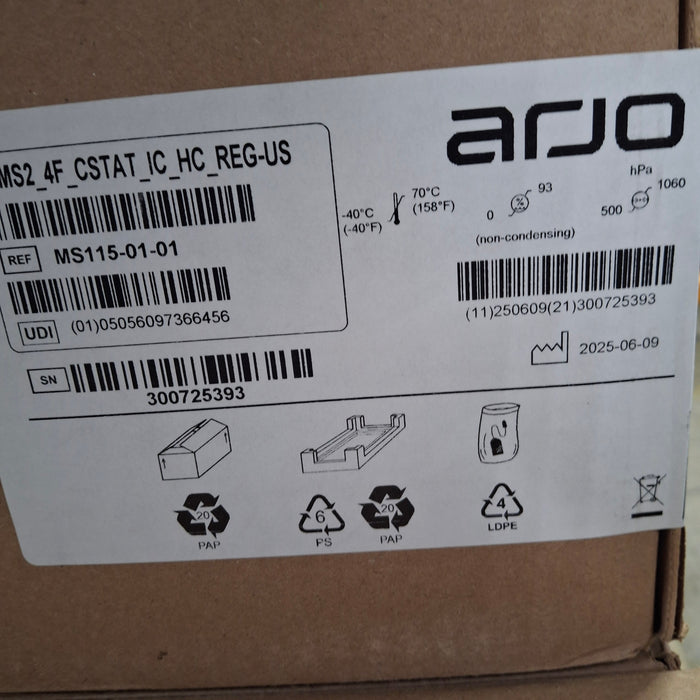 arjo
MS2_4F_CSTAT_IC_HC_REG-US
REF MS115-01-01
UDI (01)05056097366456
SN 300725393
-40°C
(-40°F)
70°C
(158°F)
0 % 93
(non-condensing)
hPa
500 1060
(11)250609(21)300725393
2025-06-09
20
PAP
6
PS
20
PAP
4
LDPE